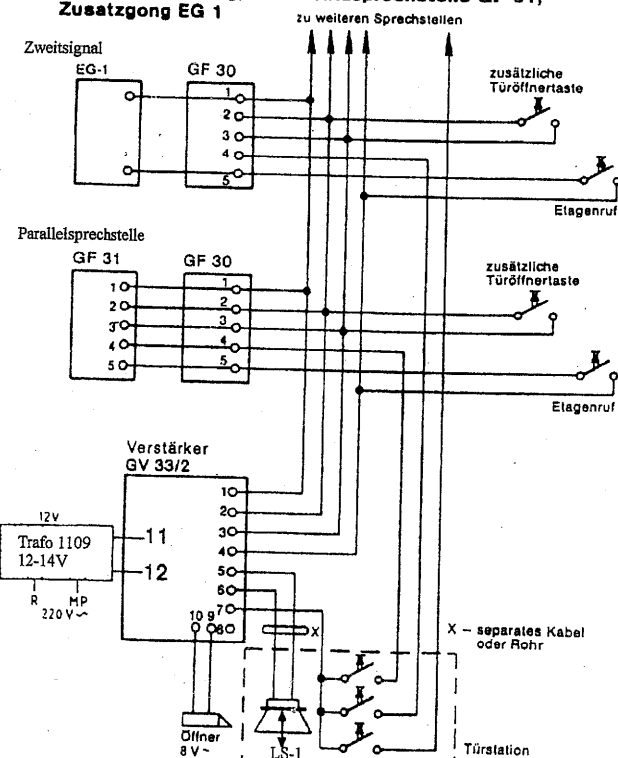 Zusatzgong EG 1
zu weiteren Sprechstellen
Zweitsignal
EG-1
GF 30
1
2
3
4
5
zusätzliche
Türöffnertaste
Etagenruf
Parallelsprechstelle
GF 31
GF 30
1
2
3
4
5
1
2
3
4
5
zusätzliche
Türöffnertaste
Etagenruf
Verstärker
GV 33/2
1
2
3
4
5
6
7
8
10 9
11
12
12V
Trafo 1109
12-14V
R MP
220 V~
Öffner
8 V~
X
X – separates Kabel
oder Rohr
LS-1
Türstation